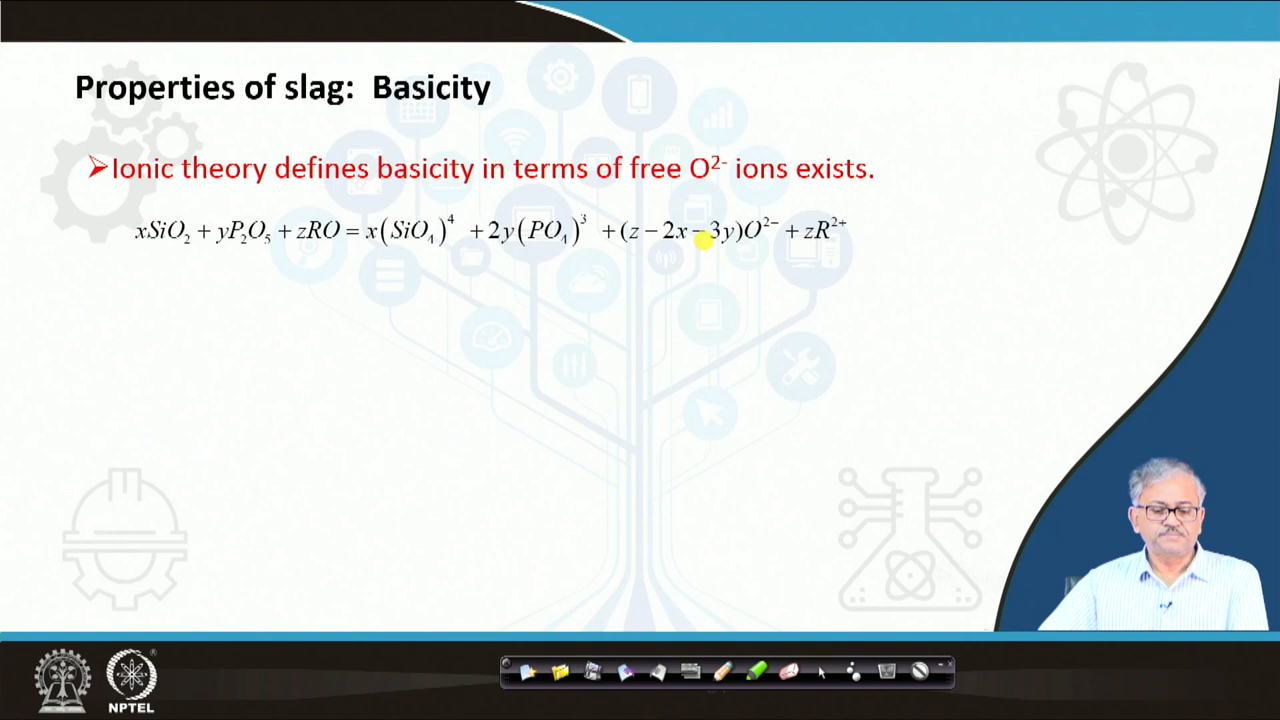 Properties of slag: Basicity
➢Ionic theory defines basicity in terms of free O²⁻ ions exists.
xSiO₂ + yP₂O₅ + zRO = x(SiO₄)⁴ + 2y(PO₄)³ + (z − 2x − 3y)O²⁻ + zR²⁺
NPTEL
®